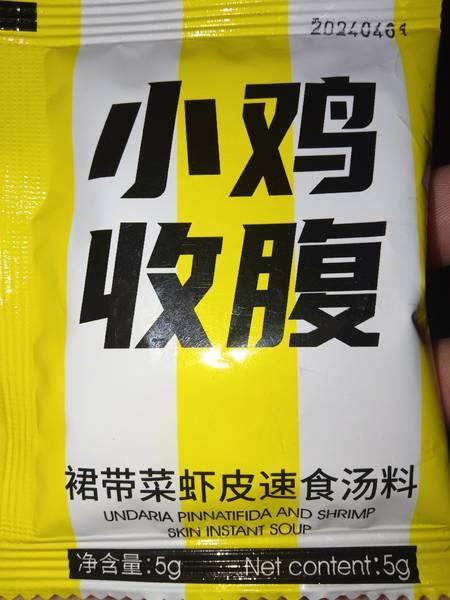 20240404
小鸡
收腹
裙带菜虾皮速食汤料
UNDARIA PINNATIFIDA AND SHRIMP
SKIN INSTANT SOUP
净含量:5g Net content:5g